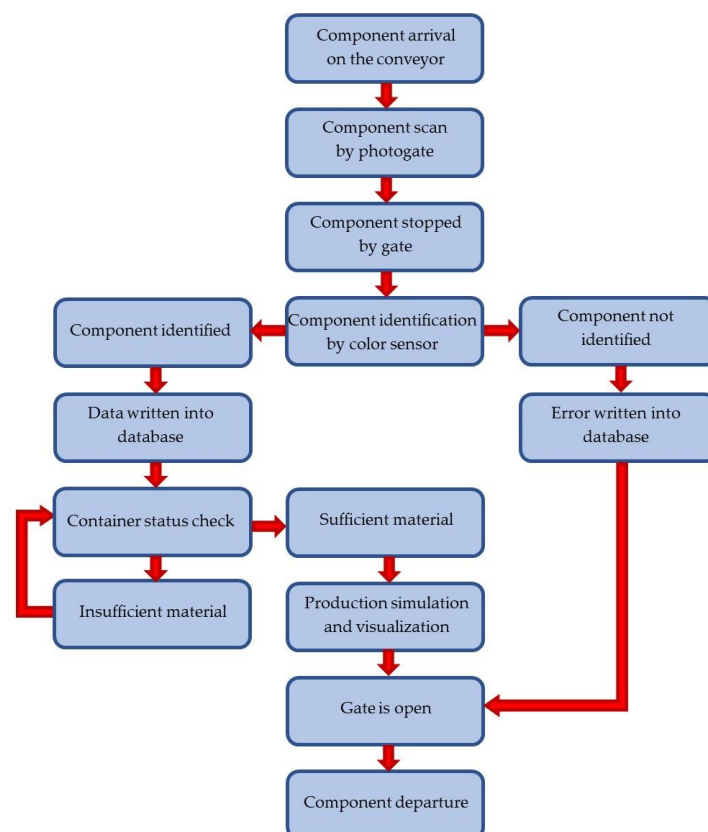 Component arrival
on the conveyor
Component scan
by photogate
Component stopped
by gate
Component identified
Component identification
by color sensor
Component not
identified
Data written into
database
Error written into
database
Container status check
Sufficient material
Insufficient material
Production simulation
and visualization
Gate is open
Component departure